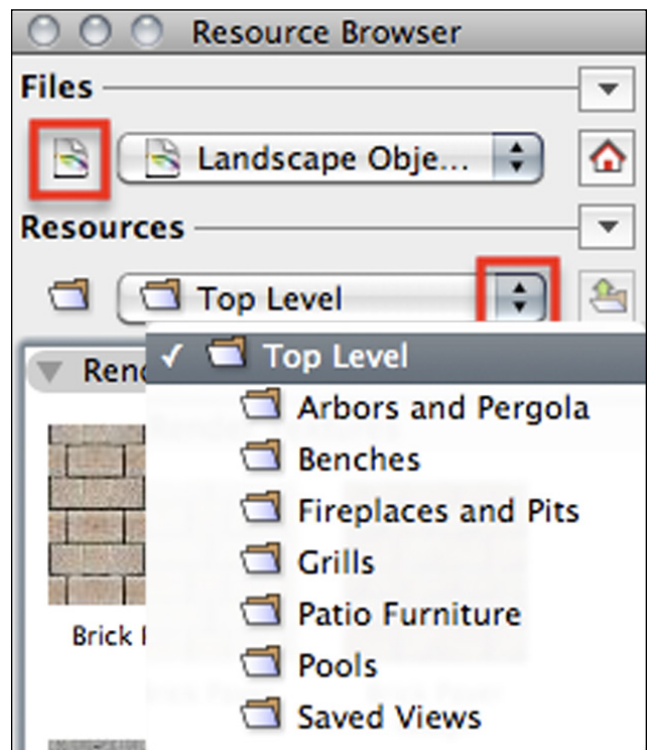 Resource Browser
Files
Landscape Obje...
Resources
Top Level
Top Level
Arbors and Pergola
Benches
Fireplaces and Pits
Grills
Patio Furniture
Pools
Saved Views
Brick